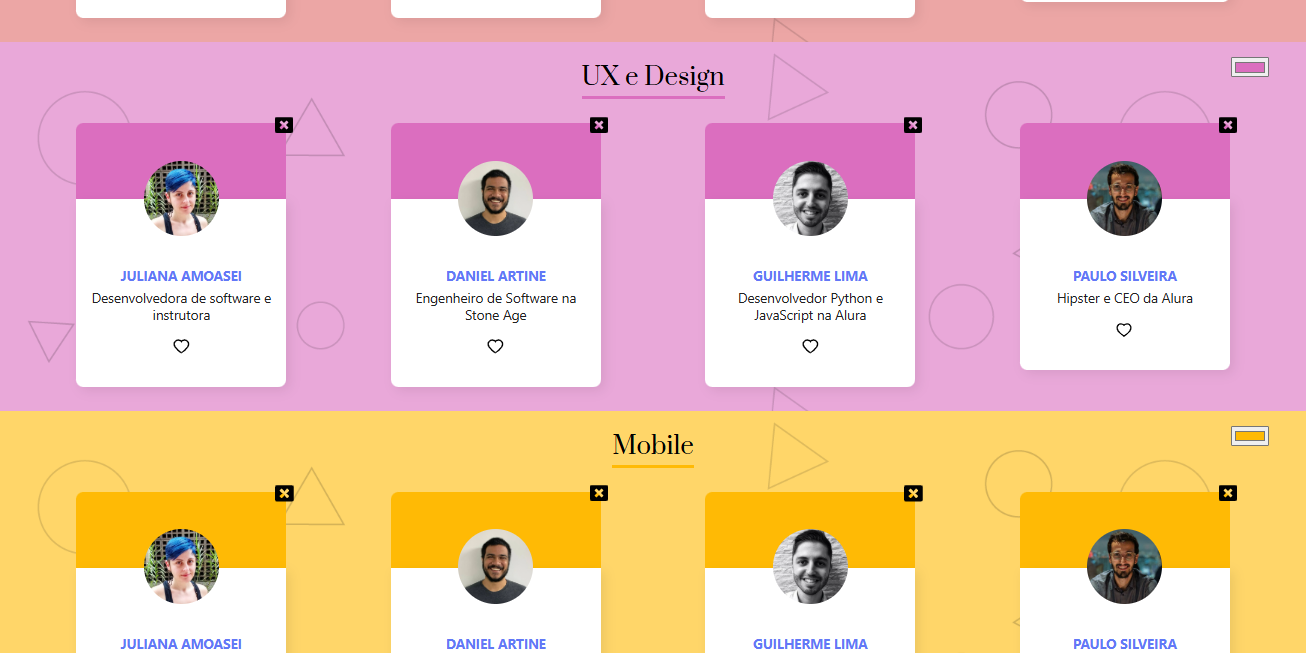 UX e Design
JULIANA AMOASEI
Desenvolvedora de software e
instrutora
DANIEL ARTINE
Engenheiro de Software na
Stone Age
GUILHERME LIMA
Desenvolvedor Python e
JavaScript na Alura
PAULO SILVEIRA
Hipster e CEO da Alura
Mobile
JULIANA AMOASEI
DANIEL ARTINE
GUILHERME LIMA
PAULO SILVEIRA